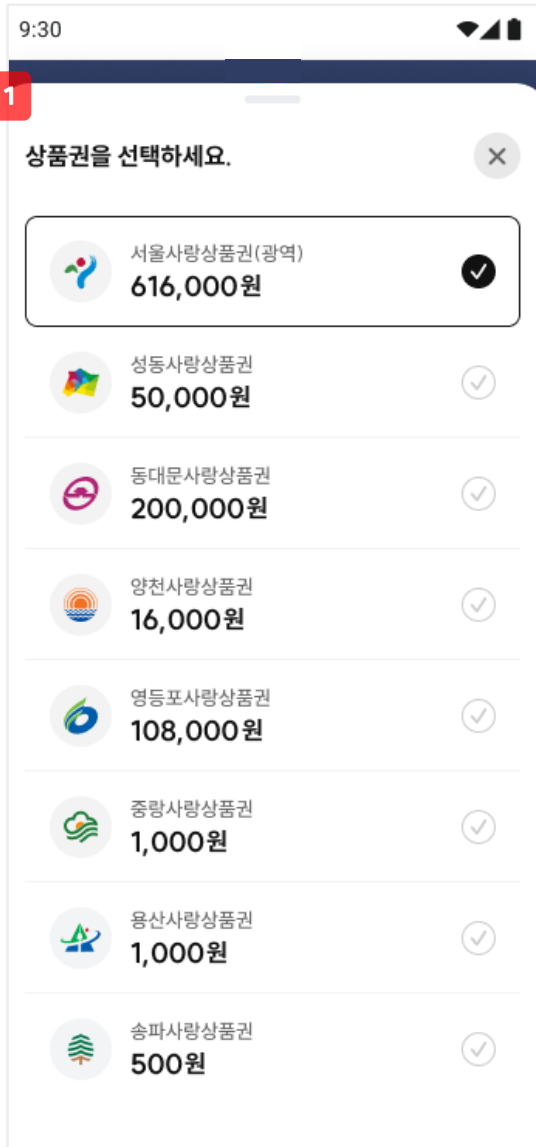 9:30
1
상품권을 선택하세요.
서울사랑상품권(광역)
616,000원
성동사랑상품권
50,000원
동대문사랑상품권
200,000원
양천사랑상품권
16,000원
영등포사랑상품권
108,000원
중랑사랑상품권
1,000원
용산사랑상품권
1,000원
송파사랑상품권
500원